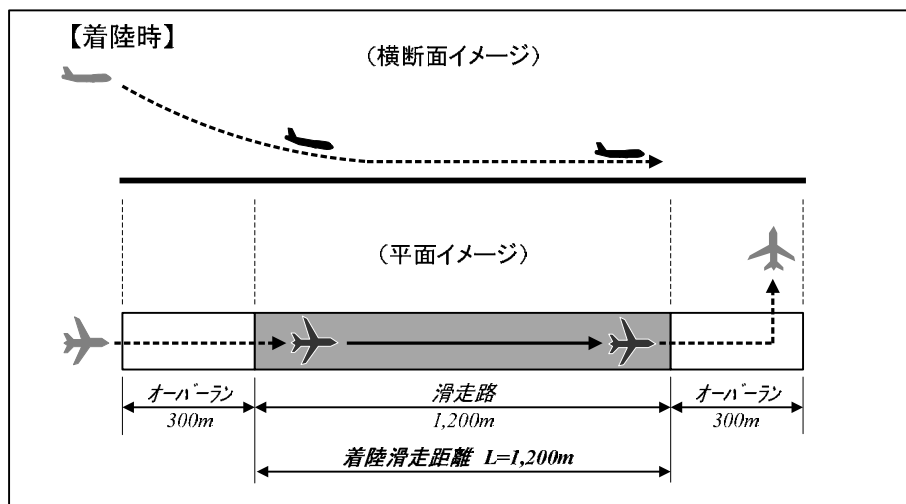 【着陸時】
（横断面イメージ）
（平面イメージ）
オーバーラン
300m
滑走路
1,200m
オーバーラン
300m
着陸滑走距離 L=1,200m